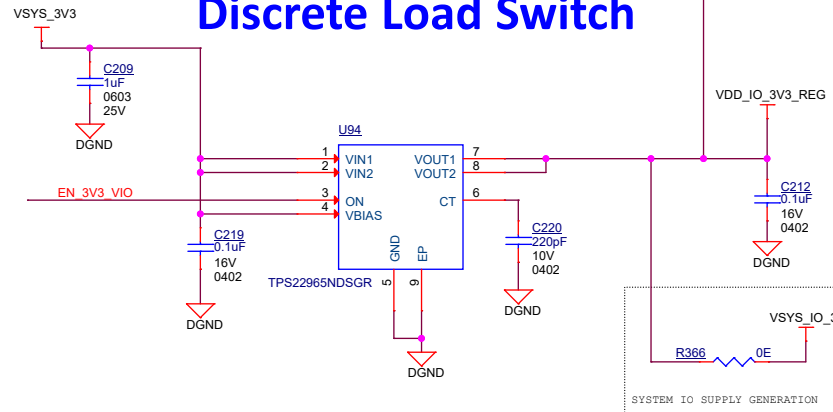 Discrete Load Switch
VSYS_3V3
C209
1uF
0603
25V
DGND
VDD_IO_3V3_REG
U94
1 VIN1 VOUT1 7
2 VIN2 VOUT2 8
EN_3V3_VIO
3 ON CT 6
4 VBIAS
GND
EP
C212
0.1uF
16V
0402
DGND
C219
0.1uF
16V
0402
DGND
C220
220pF
10V
0402
DGND
TPS22965NDSGR
5
9
DGND
VSYS_IO_3
R366 0E
SYSTEM IO SUPPLY GENERATION